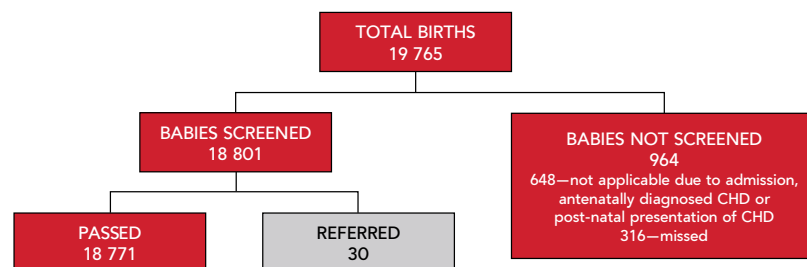 TOTAL BIRTHS
19 765
BABIES SCREENED
18 801
BABIES NOT SCREENED
964
648—not applicable due to admission,
antenatally diagnosed CHD or
post-natal presentation of CHD
316—missed
PASSED
18 771
REFERRED
30